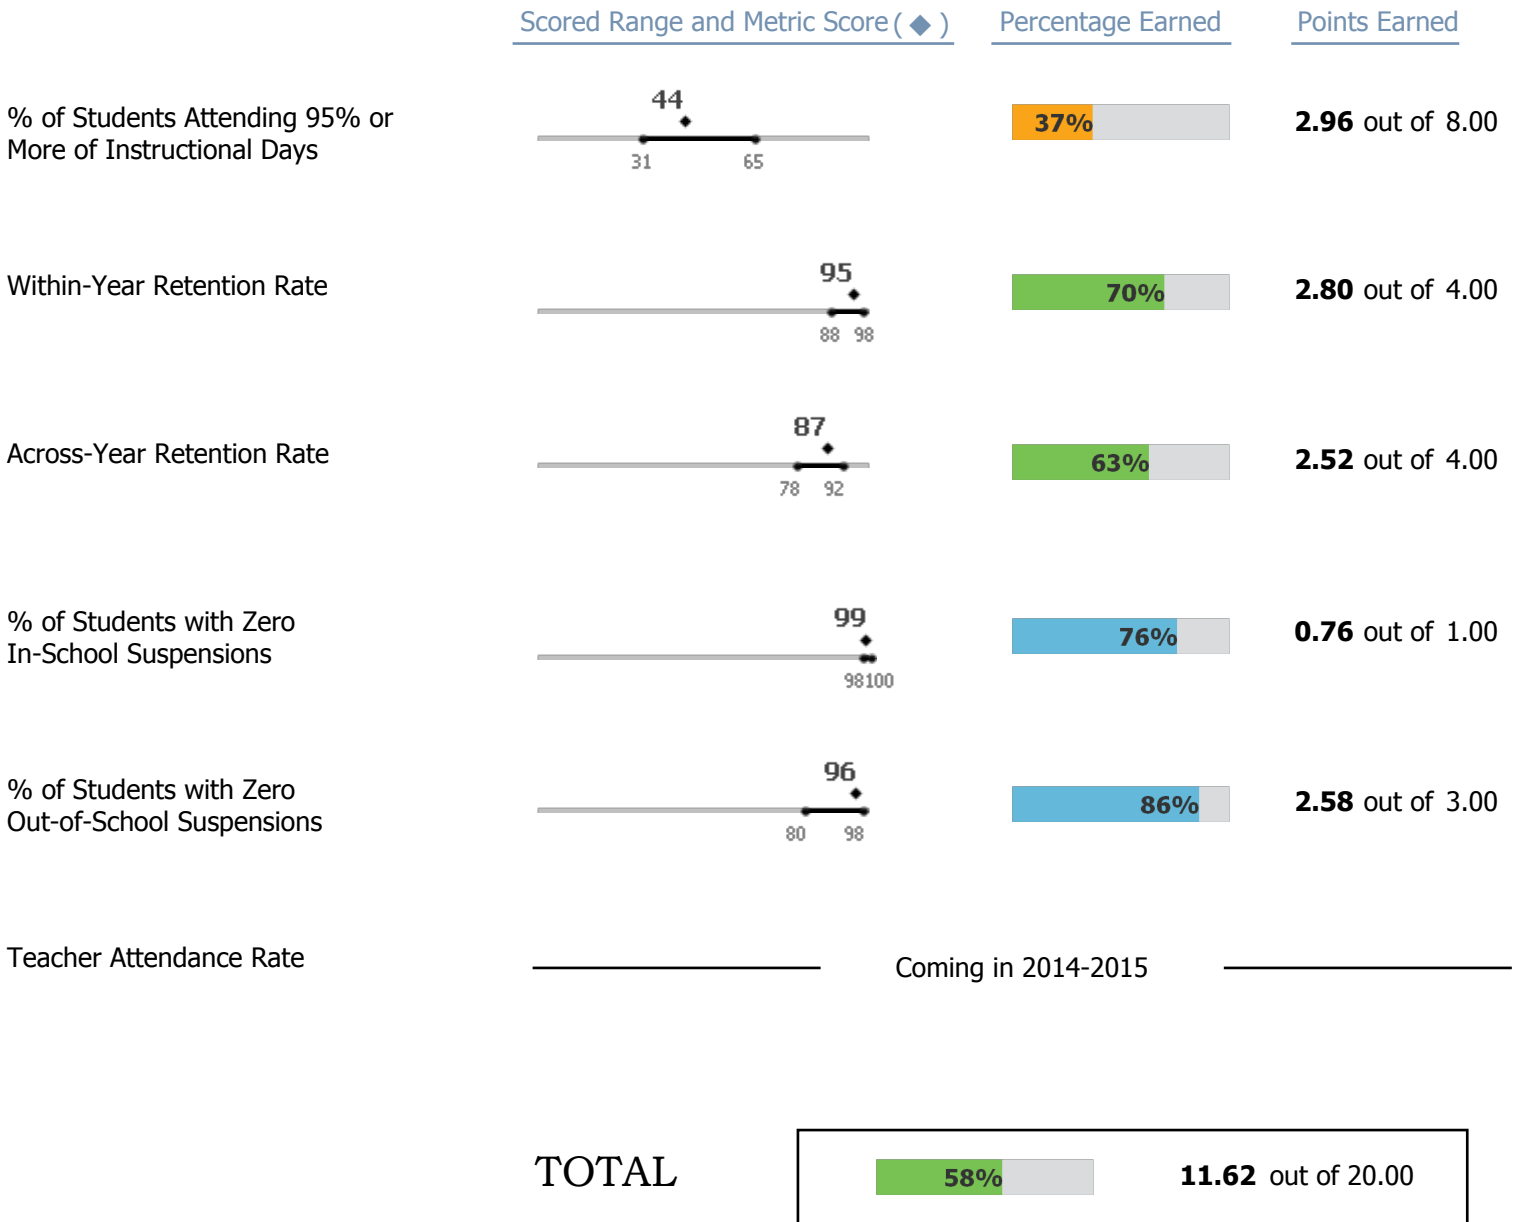 Scored Range and Metric Score ( ◆ ) Percentage Earned Points Earned
% of Students Attending 95% or
More of Instructional Days
44
31 65
37%
2.96 out of 8.00
Within-Year Retention Rate
95
88 98
70%
2.80 out of 4.00
Across-Year Retention Rate
87
78 92
63%
2.52 out of 4.00
% of Students with Zero
In-School Suspensions
99
98100
76%
0.76 out of 1.00
% of Students with Zero
Out-of-School Suspensions
96
80 98
86%
2.58 out of 3.00
Teacher Attendance Rate
Coming in 2014-2015
TOTAL
58%
11.62 out of 20.00